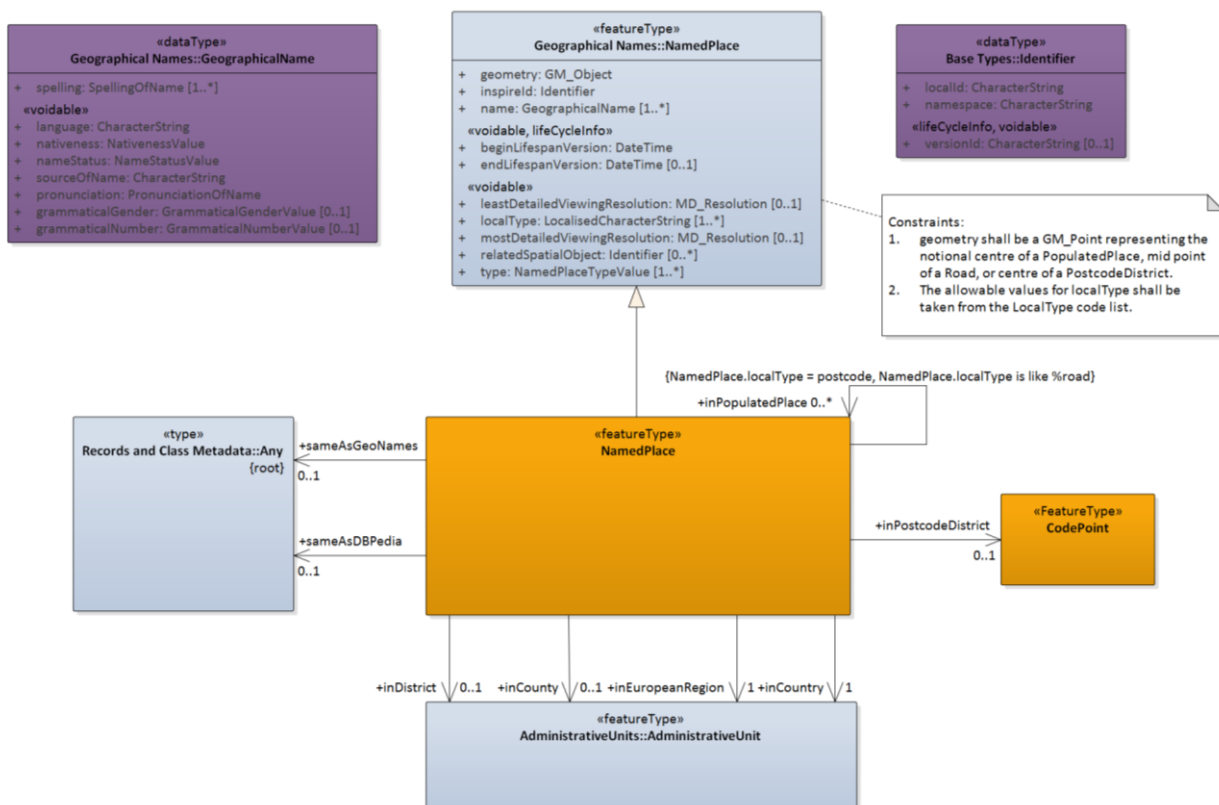 «dataType»
Geographical Names::GeographicalName
+ spelling: SpellingOfName [1..*]
«voidable»
+ language: CharacterString
+ nativeness: NativenessValue
+ nameStatus: NameStatusValue
+ sourceOfName: CharacterString
+ pronunciation: PronunciationOfName
+ grammaticalGender: GrammaticalGenderValue [0..1]
+ grammaticalNumber: GrammaticalNumberValue [0..1]
«featureType»
Geographical Names::NamedPlace
+ geometry: GM_Object
+ inspireId: Identifier
+ name: GeographicalName [1..*]
«voidable, lifeCycleInfo»
+ beginLifespanVersion: DateTime
+ endLifespanVersion: DateTime [0..1]
«voidable»
+ leastDetailedViewingResolution: MD_Resolution [0..1]
+ localType: LocalisedCharacterString [1..*]
+ mostDetailedViewingResolution: MD_Resolution [0..1]
+ relatedSpatialObject: Identifier [0..*]
+ type: NamedPlaceTypeValue [1..*]
«dataType»
Base Types::Identifier
+ localId: CharacterString
+ namespace: CharacterString
«lifeCycleInfo, voidable»
+ versionId: CharacterString [0..1]
Constraints:
1. geometry shall be a GM_Point representing the
notional centre of a PopulatedPlace, mid point
of a Road, or centre of a PostcodeDistrict.
2. The allowable values for localType shall be
taken from the LocalType code list.
{NamedPlace.localType = postcode, NamedPlace.localType is like %road}
+inPopulatedPlace 0..*
«type»
Records and Class Metadata::Any
{root}
+sameAsGeoNames
0..1
+sameAsDBPedia
0..1
«featureType»
NamedPlace
+inPostcodeDistrict
0..1
«FeatureType»
CodePoint
+inDistrict 0..1 +inCounty 0..1 +inEuropeanRegion 1 +inCountry 1
«featureType»
AdministrativeUnits::AdministrativeUnit